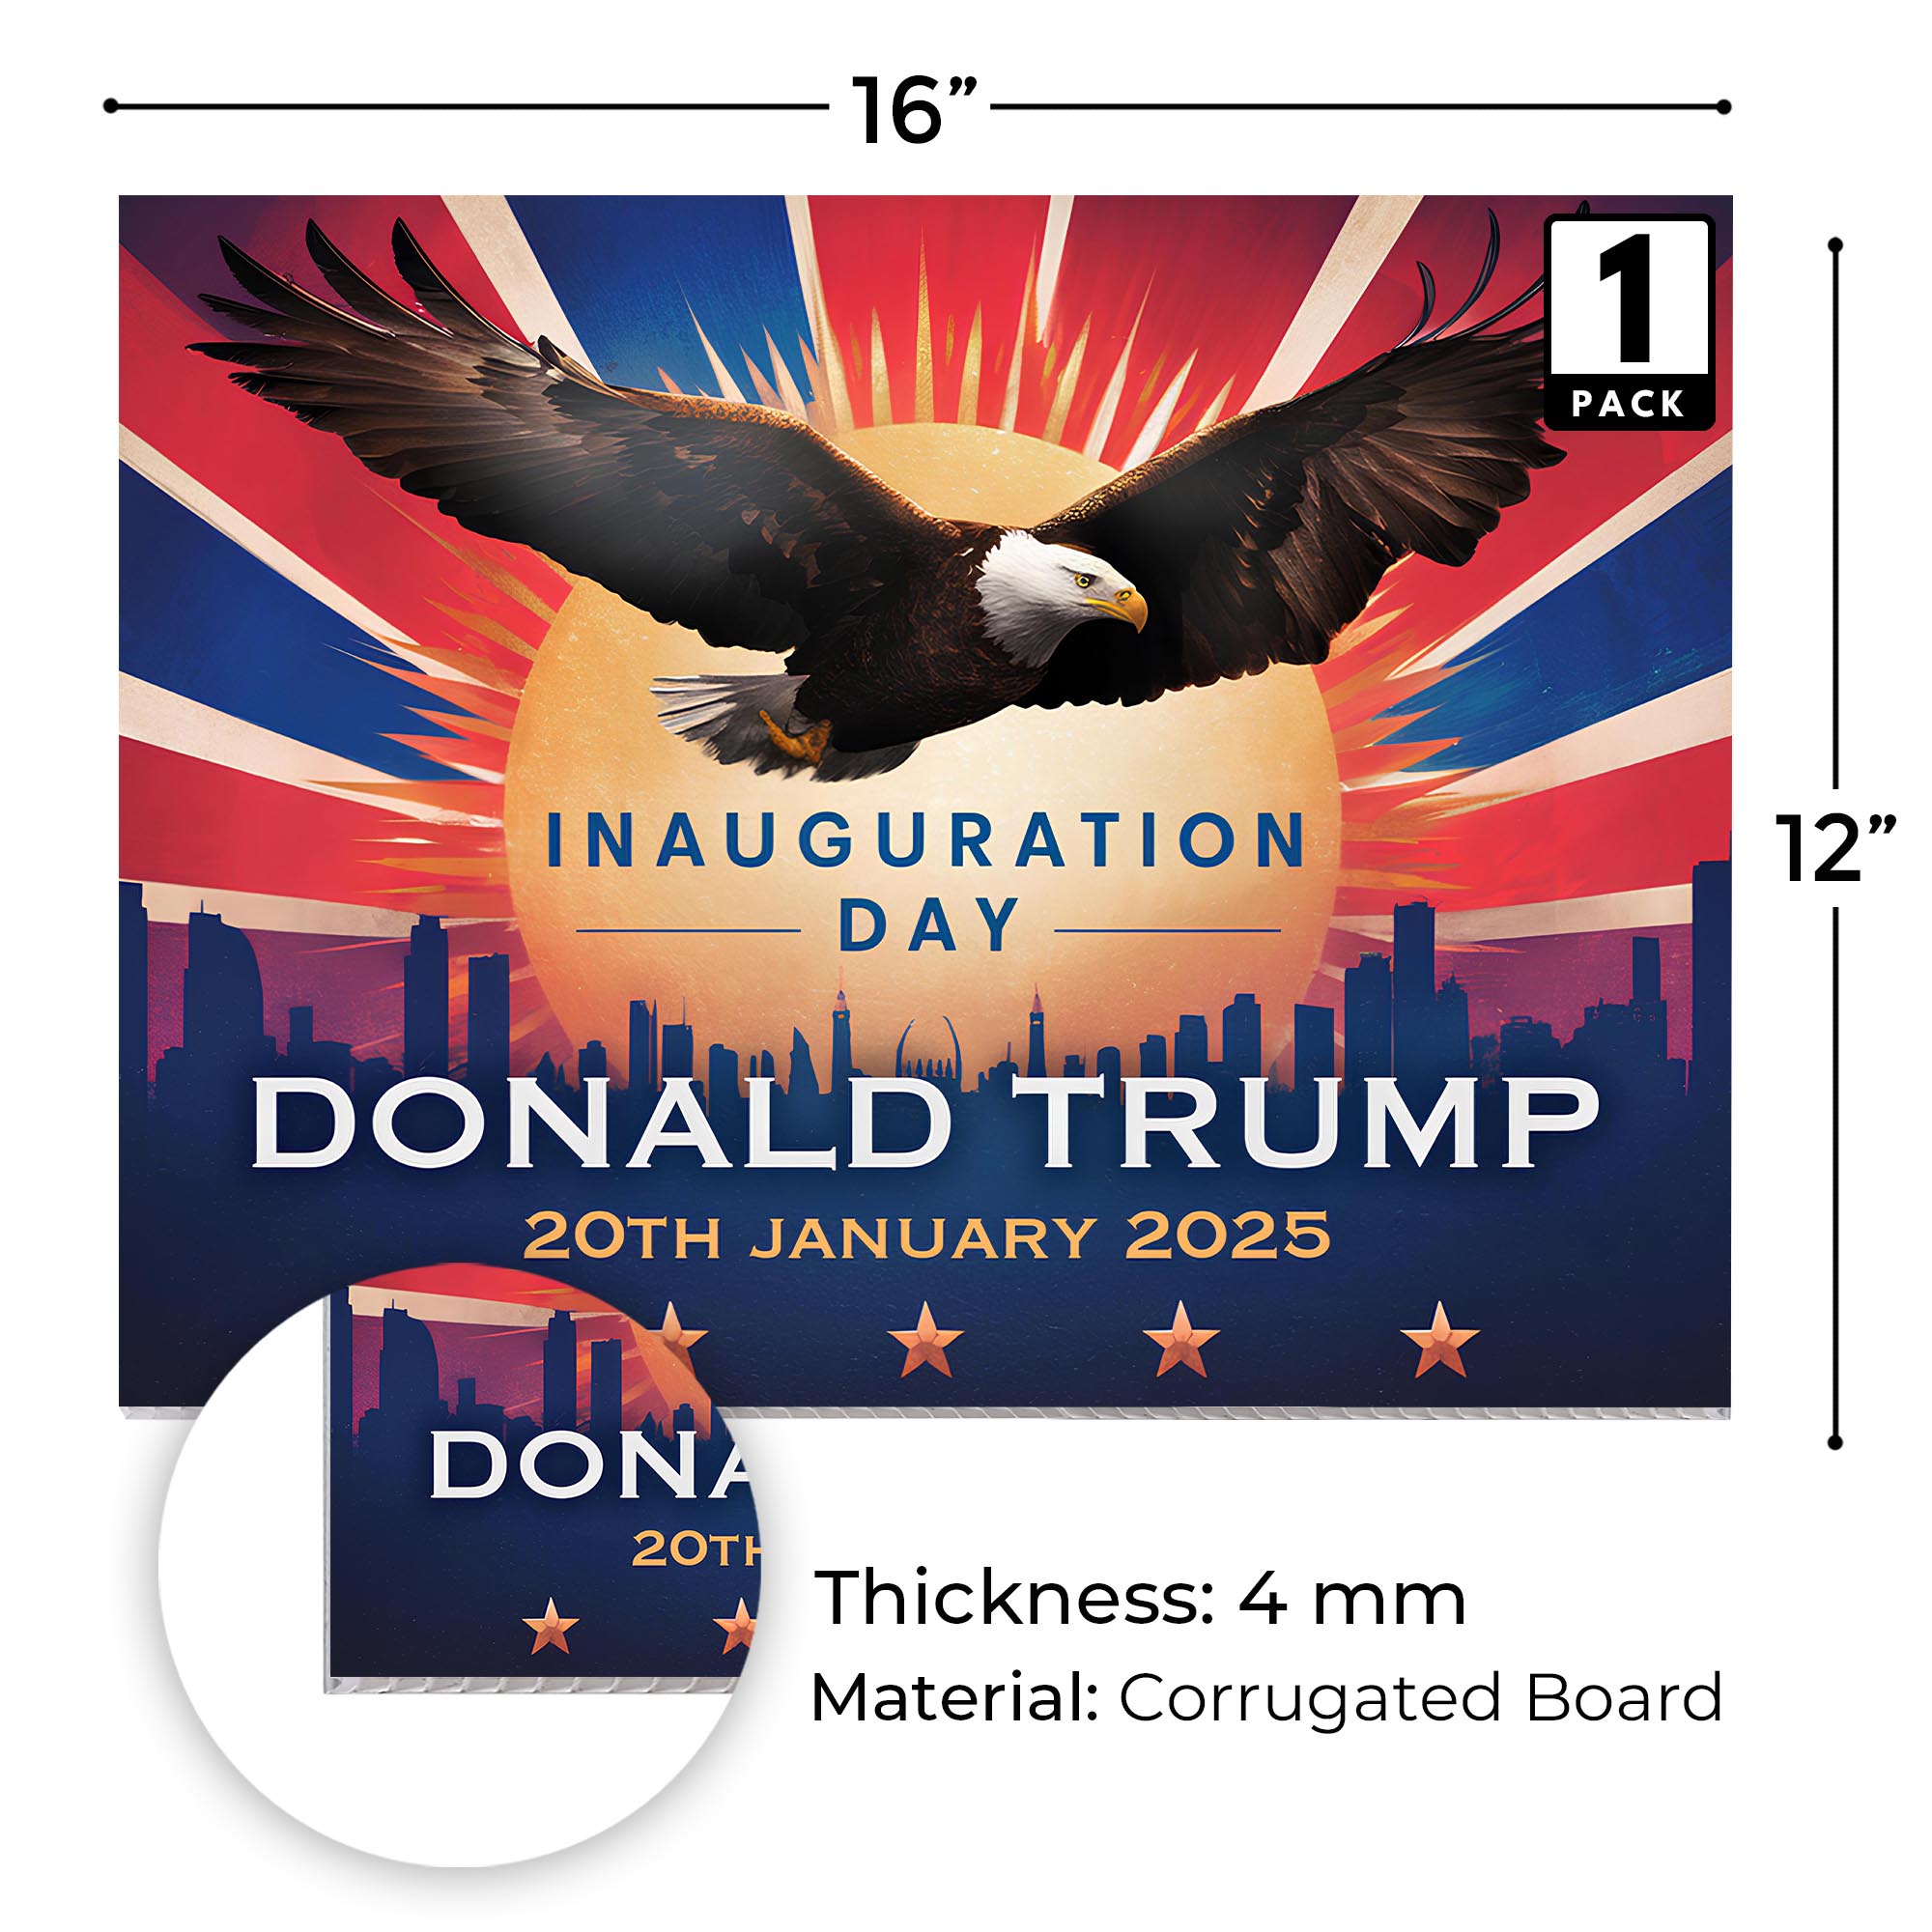 16”
1
PACK
INAUGURATION
DAY
12”
DONALD TRUMP
20TH JANUARY 2025
DONA
20TH
Thickness: 4 mm
Material: Corrugated Board